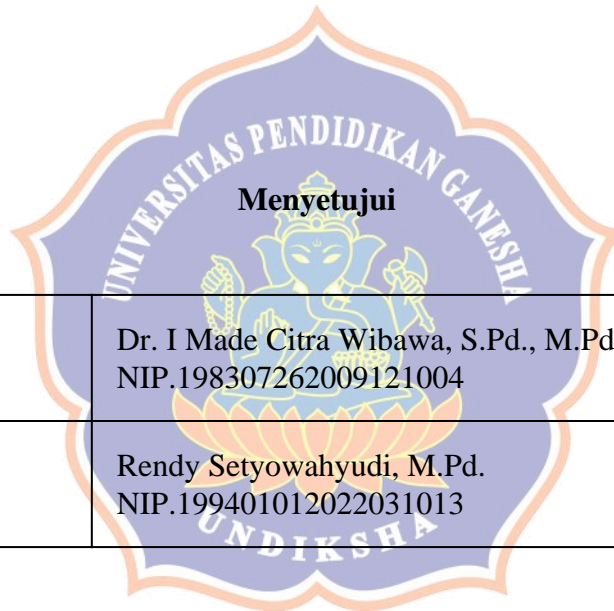 UNIVERSITAS PENDIDIKAN GANESHA
Menyetujui
Dr. I Made Citra Wibawa, S.Pd., M.Pd
NIP.198307262009121004
Rendy Setyowahyudi, M.Pd.
NIP.199401012022031013
UNDIKSHA